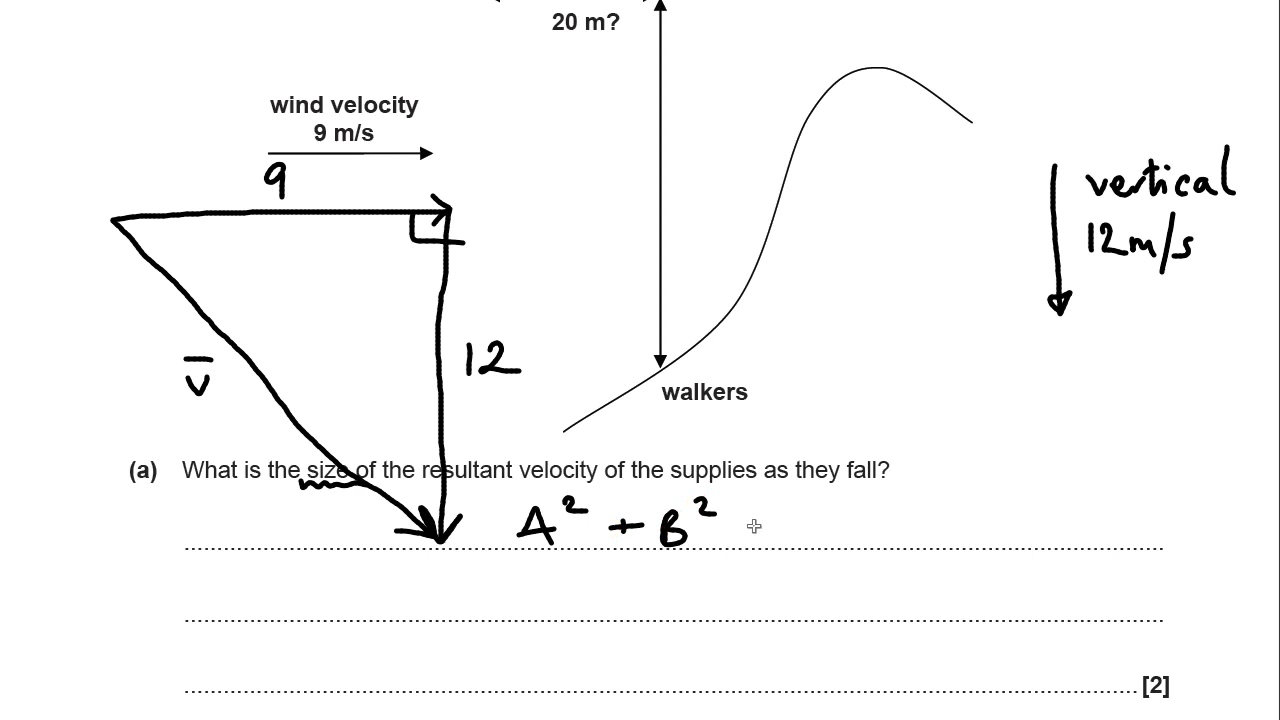 20 m?
wind velocity
9 m/s
9
vertical
12m/s
v̅
12
walkers
(a) What is the size of the resultant velocity of the supplies as they fall?
A² + B²
[2]